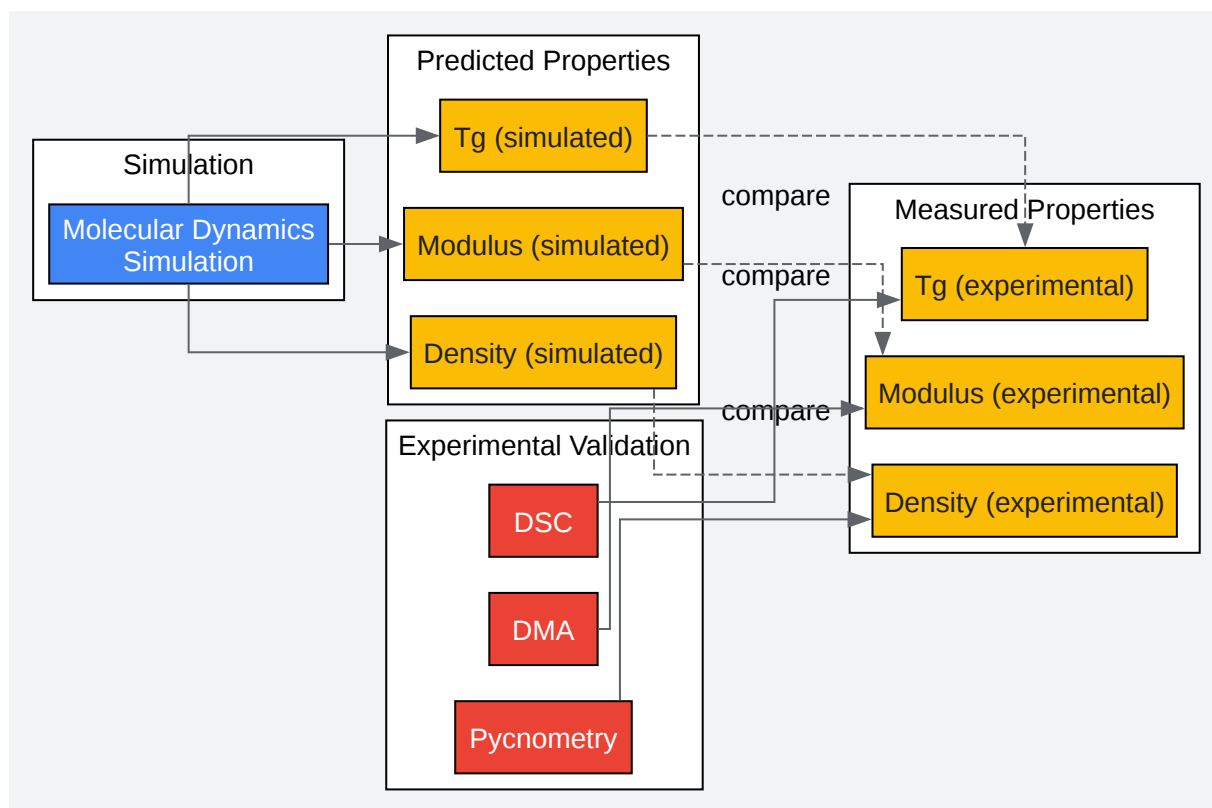 Simulation
Molecular Dynamics
Simulation
Predicted Properties
Tg (simulated)
Modulus (simulated)
Density (simulated)
compare
compare
compare
Experimental Validation
DSC
DMA
Pycnometry
Measured Properties
Tg (experimental)
Modulus (experimental)
Density (experimental)